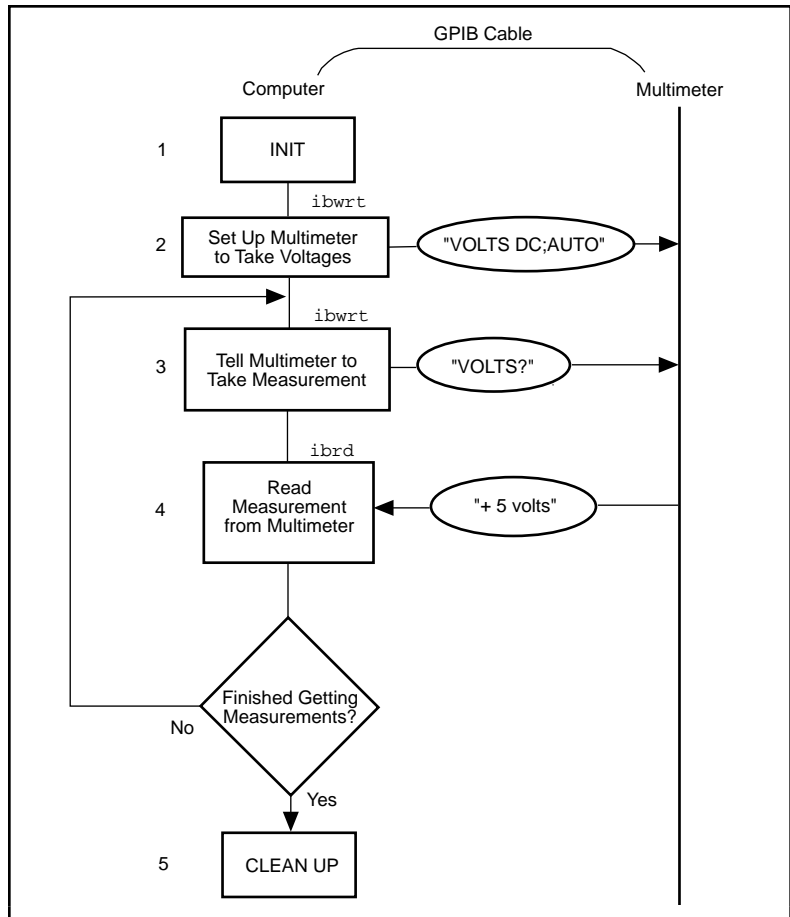 GPIB Cable
Computer
Multimeter
1
INIT
ibwrt
2
Set Up Multimeter
to Take Voltages
"VOLTS DC;AUTO"
ibwrt
3
Tell Multimeter to
Take Measurement
"VOLTS?"
ibrd
4
Read
Measurement
from Multimeter
"+ 5 volts"
Finished Getting
Measurements?
No
Yes
5
CLEAN UP